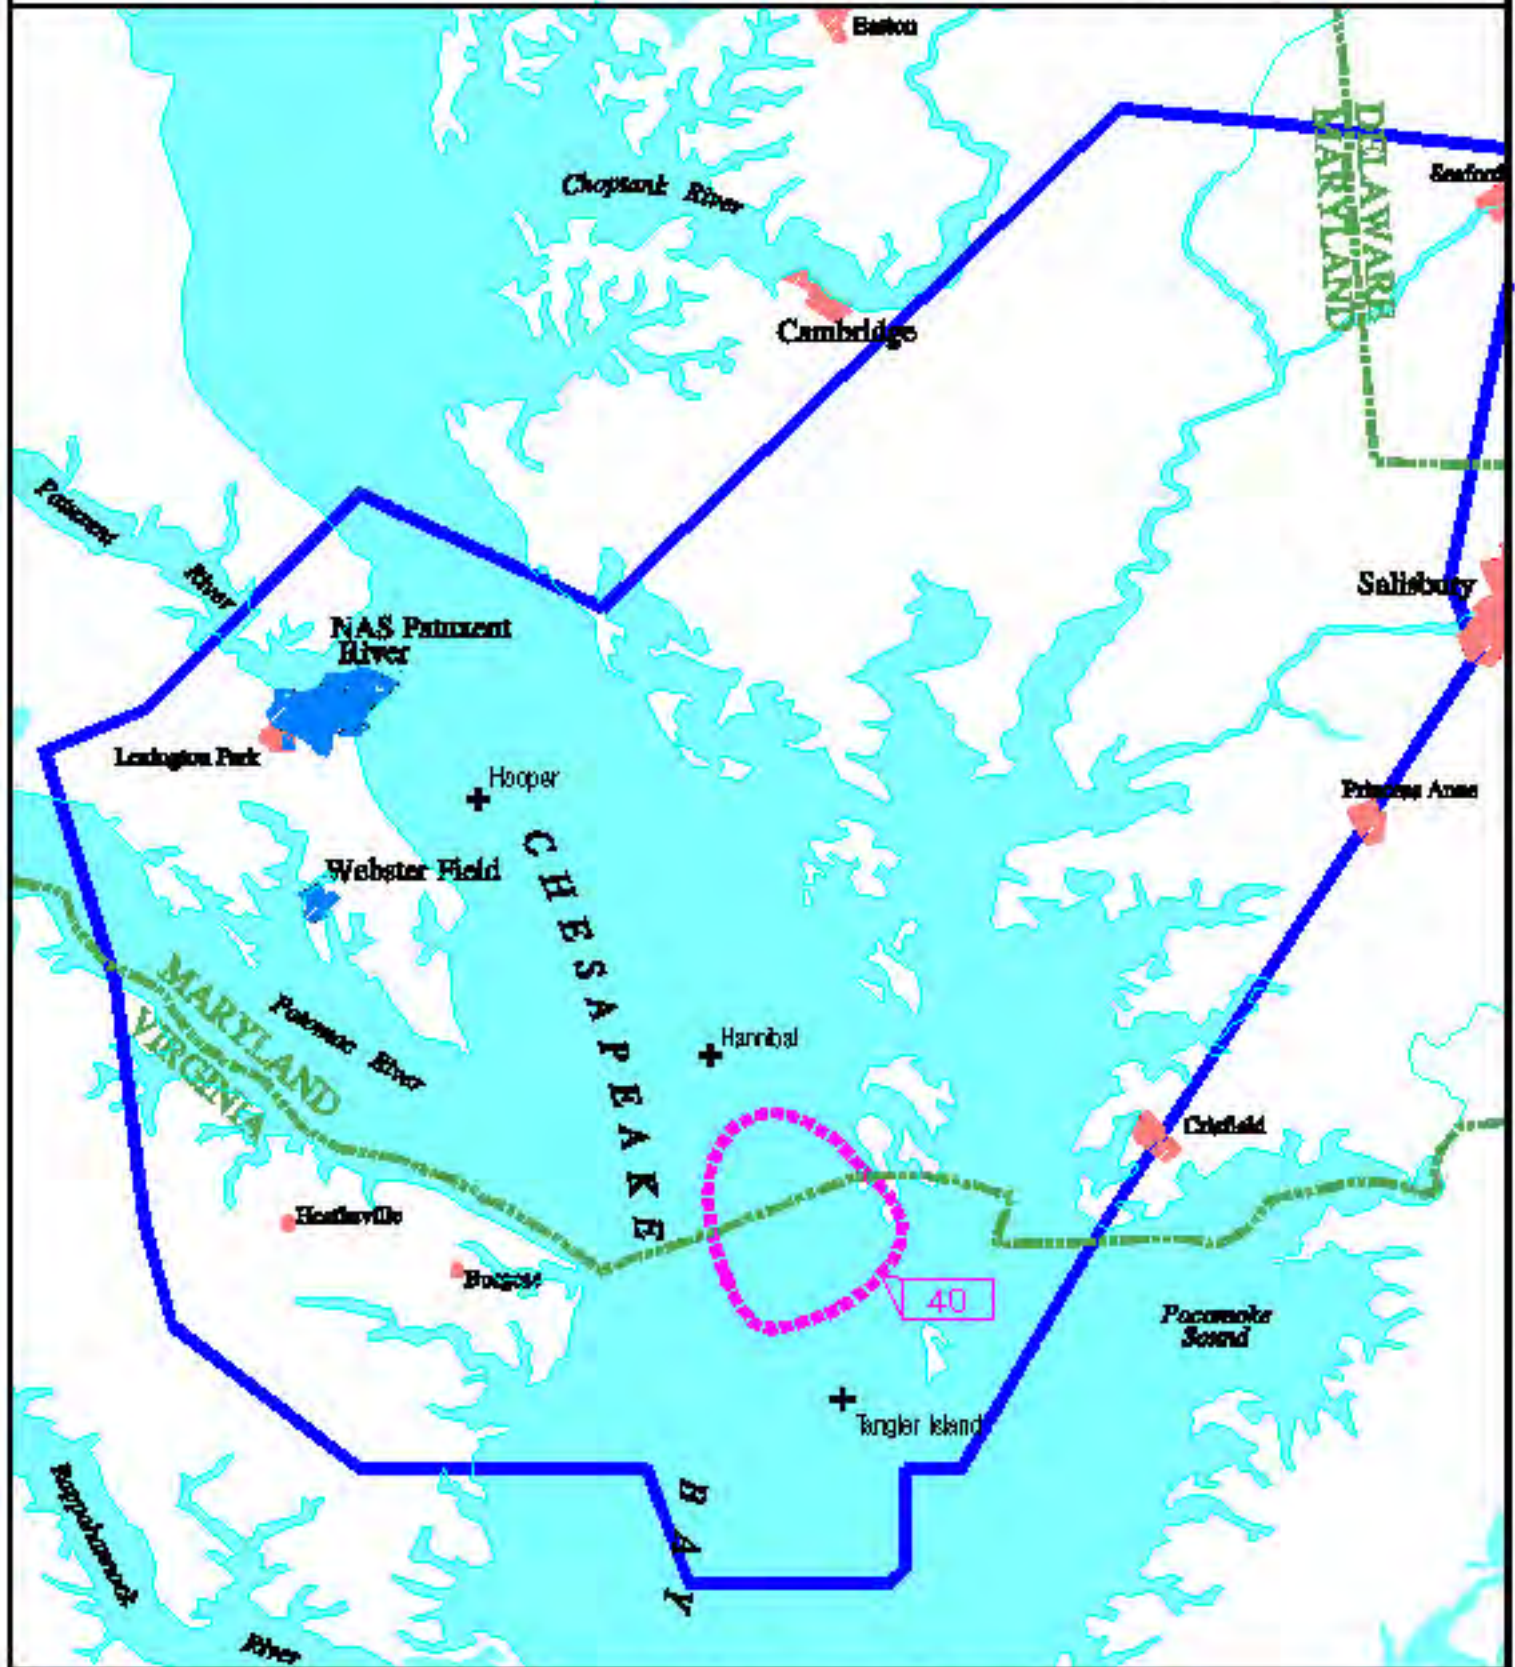 Easton
Choptank River
DELAWARE
MARYLAND
Seaford
Cambridge
Patuxent
River
Salisbury
NAS Patuxent
River
Lexington Park
Hooper
Princess Anne
Webster Field
CHESAPEAKE
MARYLAND
VIRGINIA
Potomac River
Hannibal
Crisfield
Heathsville
Burgess
40
Pocomoke
Sound
Tangier Island
BAY
Rappahannock
River